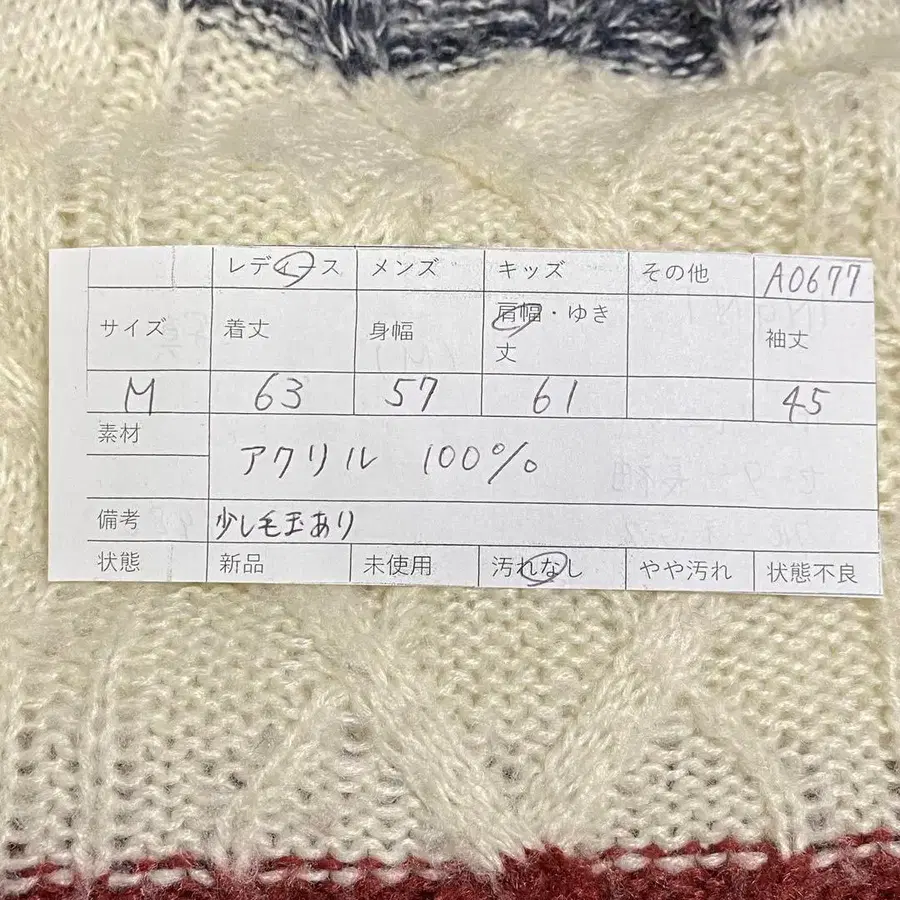 レディース メンズ キッズ その他 A0677
サイズ 着丈 身幅 肩幅・ゆき丈 袖丈
M 63 57 61 45
素材 アクリル 100%
備考 少し毛玉あり
状態 新品 未使用 汚れなし やや汚れ 状態不良